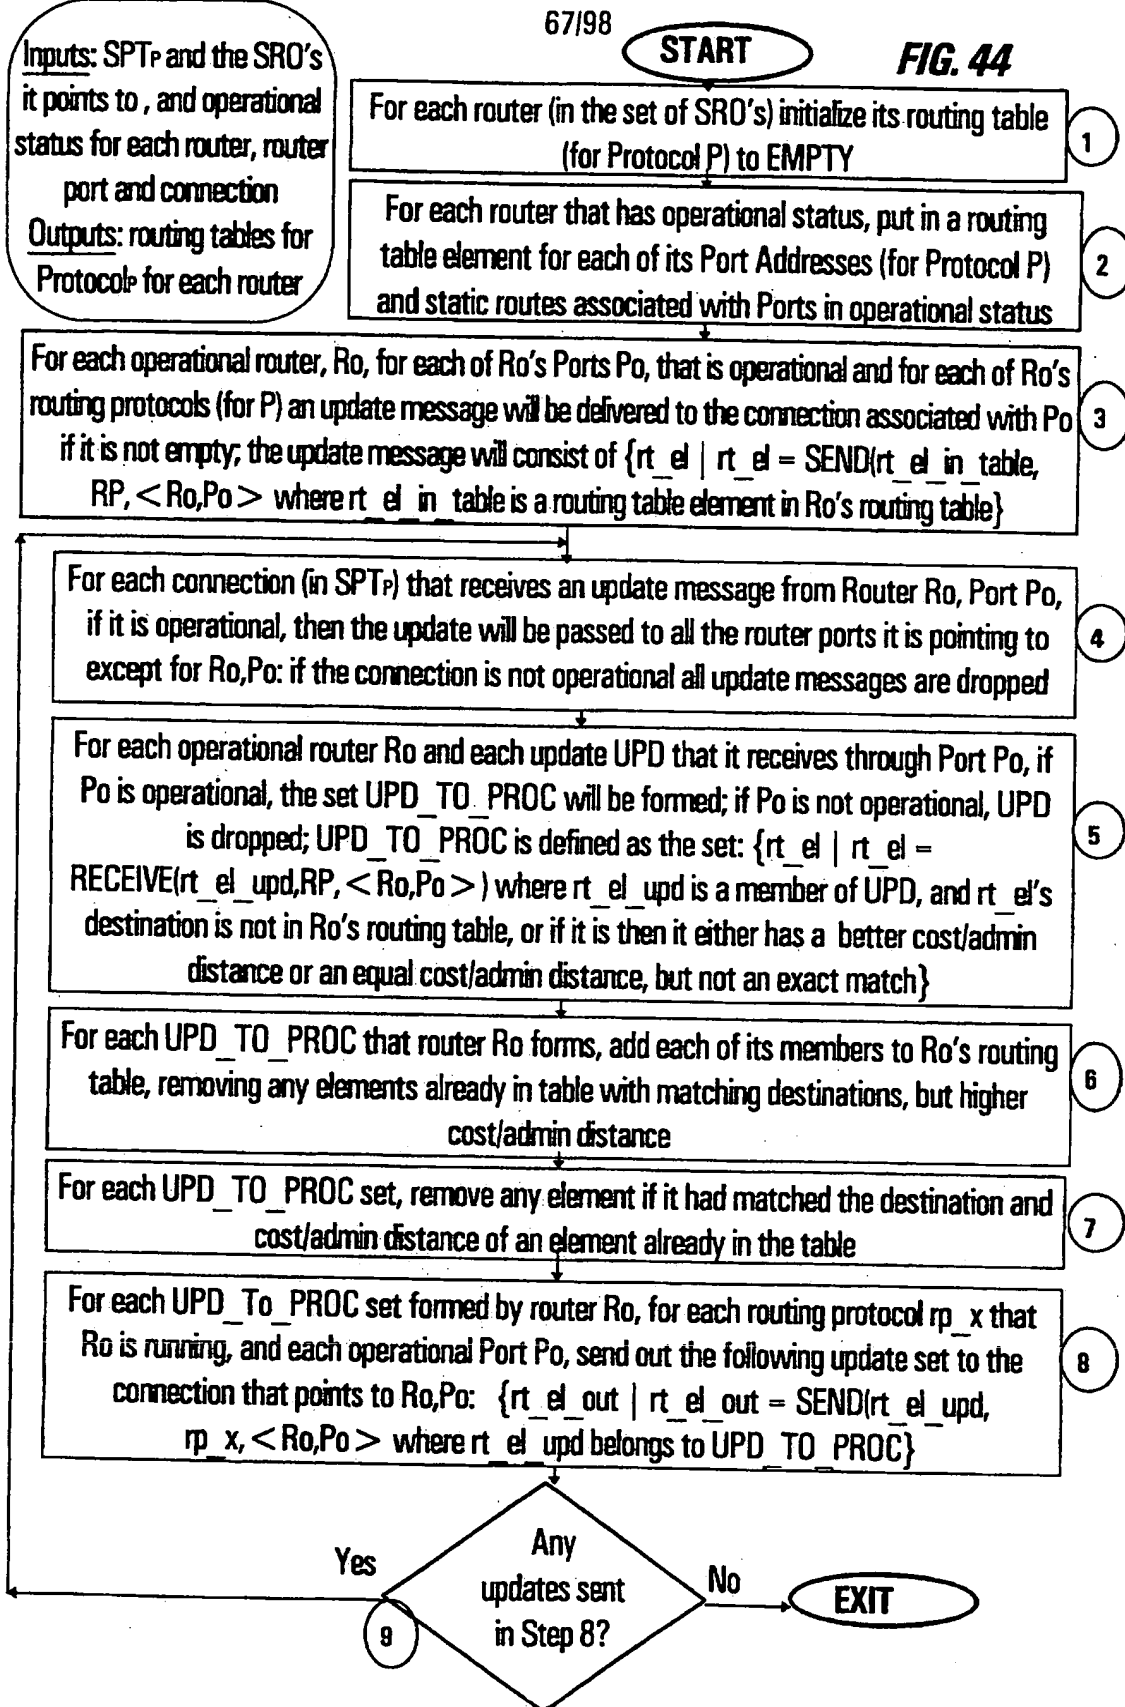 67/98
FIG. 44
Inputs: SPTP and the SRO's
it points to , and operational
status for each router, router
port and connection
Outputs: routing tables for
ProtocolP for each router
START
For each router (in the set of SRO's) initialize its routing table
(for Protocol P) to EMPTY
1
For each router that has operational status, put in a routing
table element for each of its Port Addresses (for Protocol P)
and static routes associated with Ports in operational status
2
For each operational router, Ro, for each of Ro's Ports Po, that is operational and for each of Ro's
routing protocols (for P) an update message will be delivered to the connection associated with Po
if it is not empty; the update message will consist of {rt_el | rt_el = SEND(rt_el_in_table,
RP, <Ro,Po> where rt_el_in_table is a routing table element in Ro's routing table}
3
For each connection (in SPTP) that receives an update message from Router Ro, Port Po,
if it is operational, then the update will be passed to all the router ports it is pointing to
except for Ro,Po: if the connection is not operational all update messages are dropped
4
For each operational router Ro and each update UPD that it receives through Port Po, if
Po is operational, the set UPD_TO_PROC will be formed; if Po is not operational, UPD
is dropped; UPD_TO_PROC is defined as the set: {rt_el | rt_el =
RECEIVE(rt_el_upd,RP, <Ro,Po>) where rt_el_upd is a member of UPD, and rt_el's
destination is not in Ro's routing table, or if it is then it either has a better cost/admin
distance or an equal cost/admin distance, but not an exact match}
5
For each UPD_TO_PROC that router Ro forms, add each of its members to Ro's routing
table, removing any elements already in table with matching destinations, but higher
cost/admin distance
6
For each UPD_TO_PROC set, remove any element if it had matched the destination and
cost/admin distance of an element already in the table
7
For each UPD_To_PROC set formed by router Ro, for each routing protocol rp_x that
Ro is running, and each operational Port Po, send out the following update set to the
connection that points to Ro,Po: {rt_el_out | rt_el_out = SEND(rt_el_upd,
rp_x, <Ro,Po> where rt_el_upd belongs to UPD_TO_PROC}
8
Any
updates sent
in Step 8?
Yes
No
9
EXIT